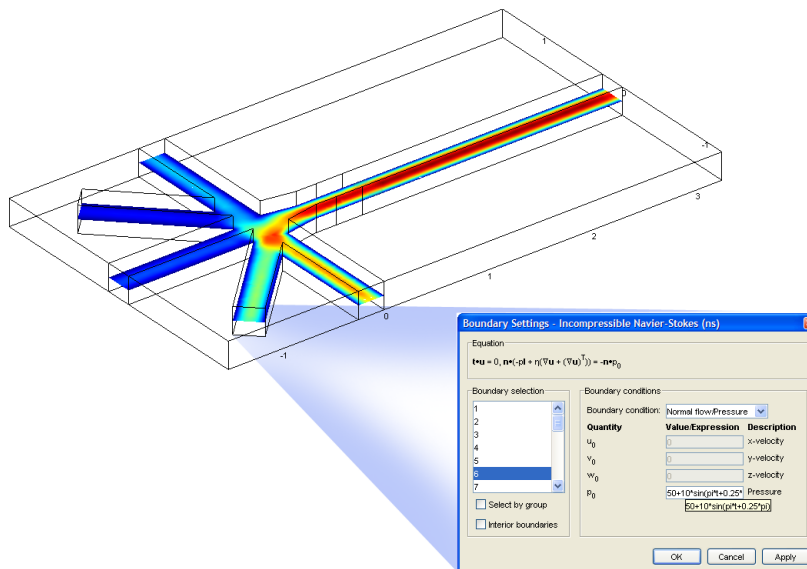 1
0
-1
3
2
1
0
-1
Boundary Settings - Incompressible Navier-Stokes (ns)
Equation
t•u = 0, n•(-pI + η(∇u + (∇u)ᵀ)) = -n•p₀
Boundary selection
1
2
3
4
5
6
7
Select by group
Interior boundaries
Boundary conditions
Boundary condition: Normal flow/Pressure
Quantity Value/Expression Description
u₀ 0 x-velocity
v₀ 0 y-velocity
w₀ 0 z-velocity
p₀ 50+10*sin(pi*t+0.25* Pressure
50+10*sin(pi*t+0.25*pi)
OK Cancel Apply